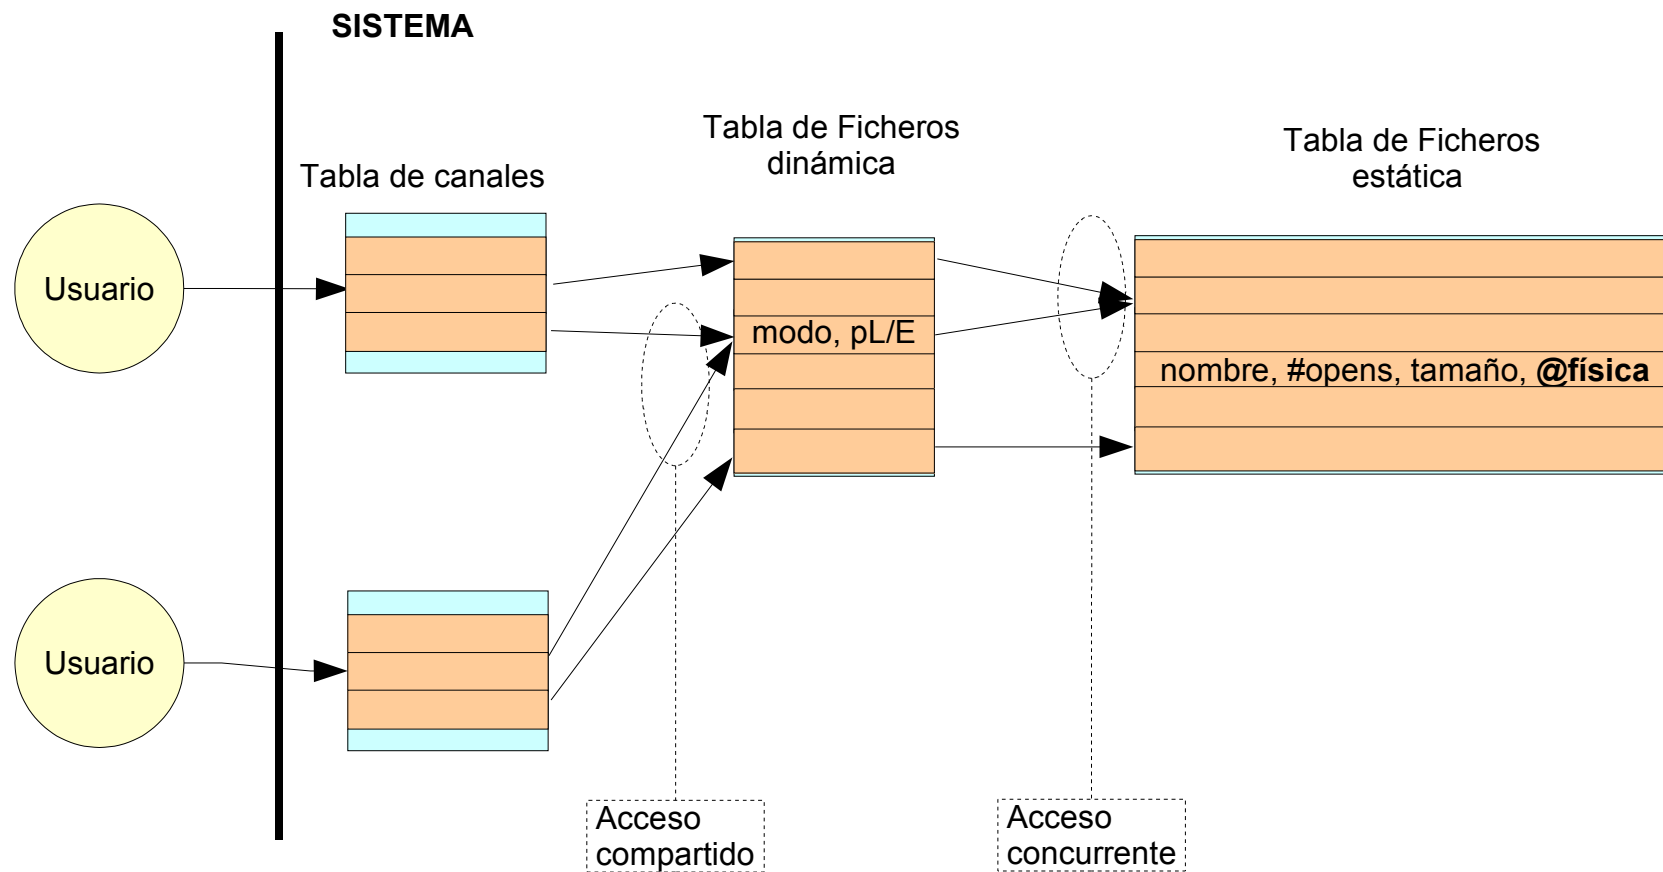 SISTEMA
Tabla de Ficheros
dinámica
Tabla de Ficheros
estática
Tabla de canales
Usuario
modo, pL/E
nombre, #opens, tamaño, @física
Usuario
Acceso
compartido
Acceso
concurrente